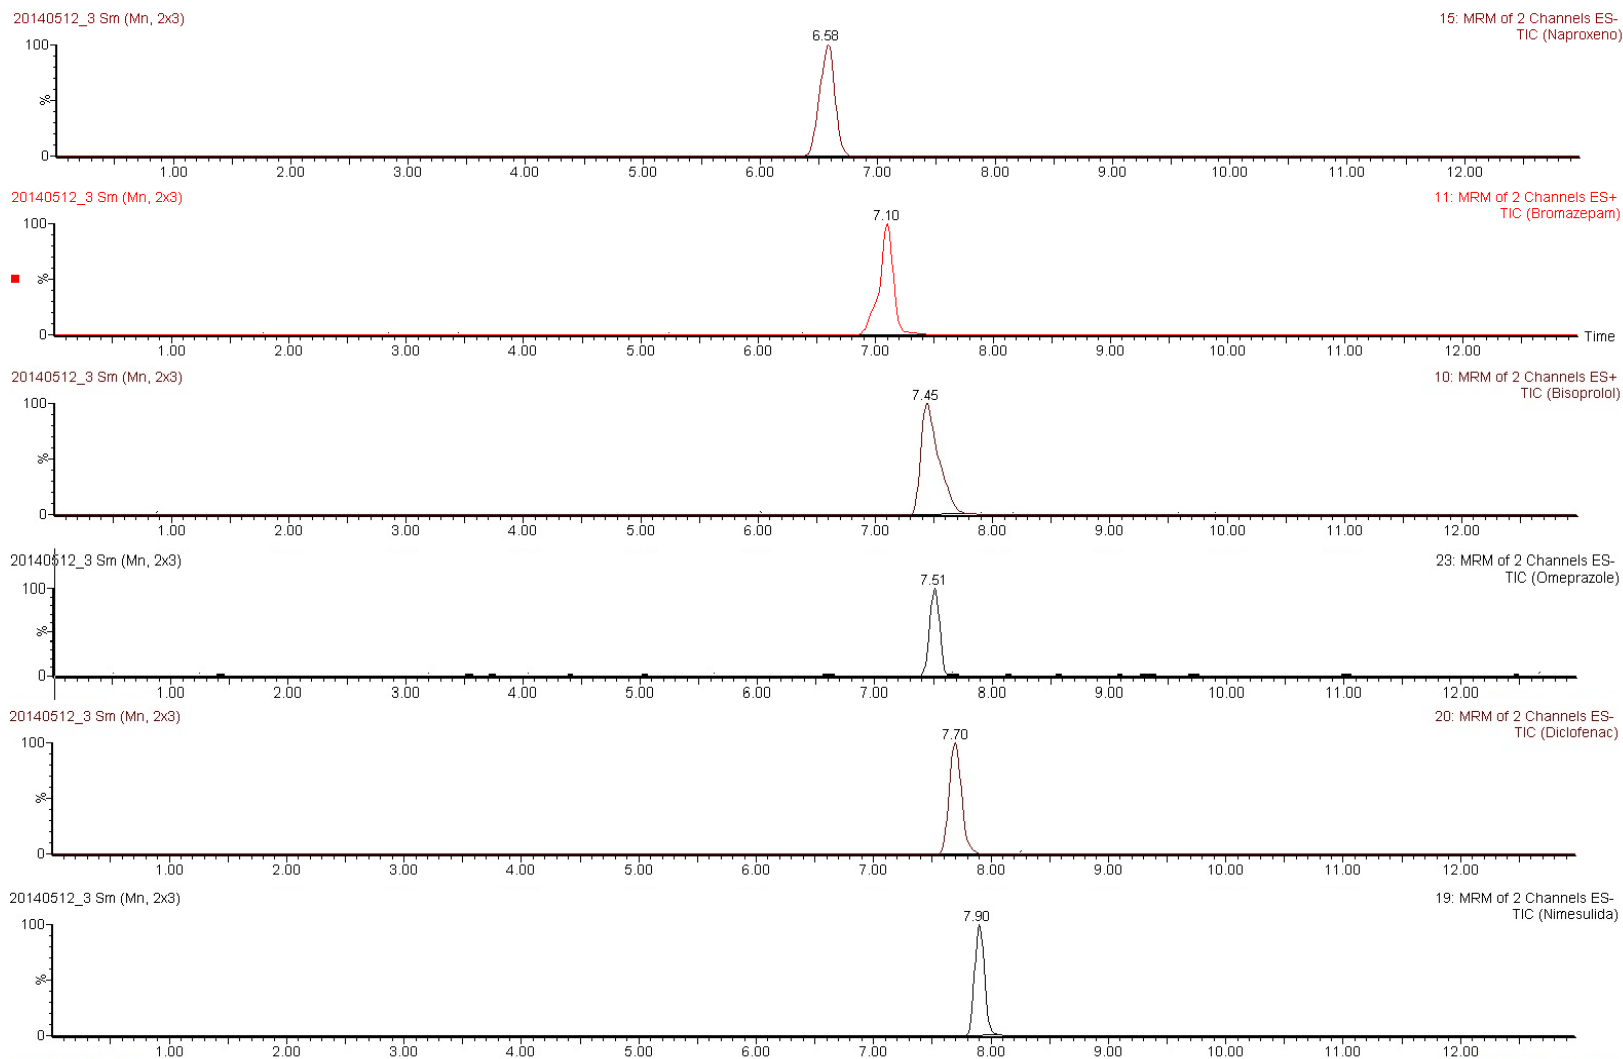 20140512_3 Sm (Mn, 2x3)
15: MRM of 2 Channels ES-
TIC (Naproxeno)
6.58
100
%
0
1.00 2.00 3.00 4.00 5.00 6.00 7.00 8.00 9.00 10.00 11.00 12.00
20140512_3 Sm (Mn, 2x3)
11: MRM of 2 Channels ES+
TIC (Bromazepam)
7.10
100
%
0
Time
1.00 2.00 3.00 4.00 5.00 6.00 7.00 8.00 9.00 10.00 11.00 12.00
20140512_3 Sm (Mn, 2x3)
10: MRM of 2 Channels ES+
TIC (Bisoprolol)
7.45
100
%
0
1.00 2.00 3.00 4.00 5.00 6.00 7.00 8.00 9.00 10.00 11.00 12.00
20140512_3 Sm (Mn, 2x3)
23: MRM of 2 Channels ES-
TIC (Omeprazole)
7.51
100
%
0
1.00 2.00 3.00 4.00 5.00 6.00 7.00 8.00 9.00 10.00 11.00 12.00
20140512_3 Sm (Mn, 2x3)
20: MRM of 2 Channels ES-
TIC (Diclofenac)
7.70
100
%
0
1.00 2.00 3.00 4.00 5.00 6.00 7.00 8.00 9.00 10.00 11.00 12.00
20140512_3 Sm (Mn, 2x3)
19: MRM of 2 Channels ES-
TIC (Nimesulida)
7.90
100
%
0
1.00 2.00 3.00 4.00 5.00 6.00 7.00 8.00 9.00 10.00 11.00 12.00